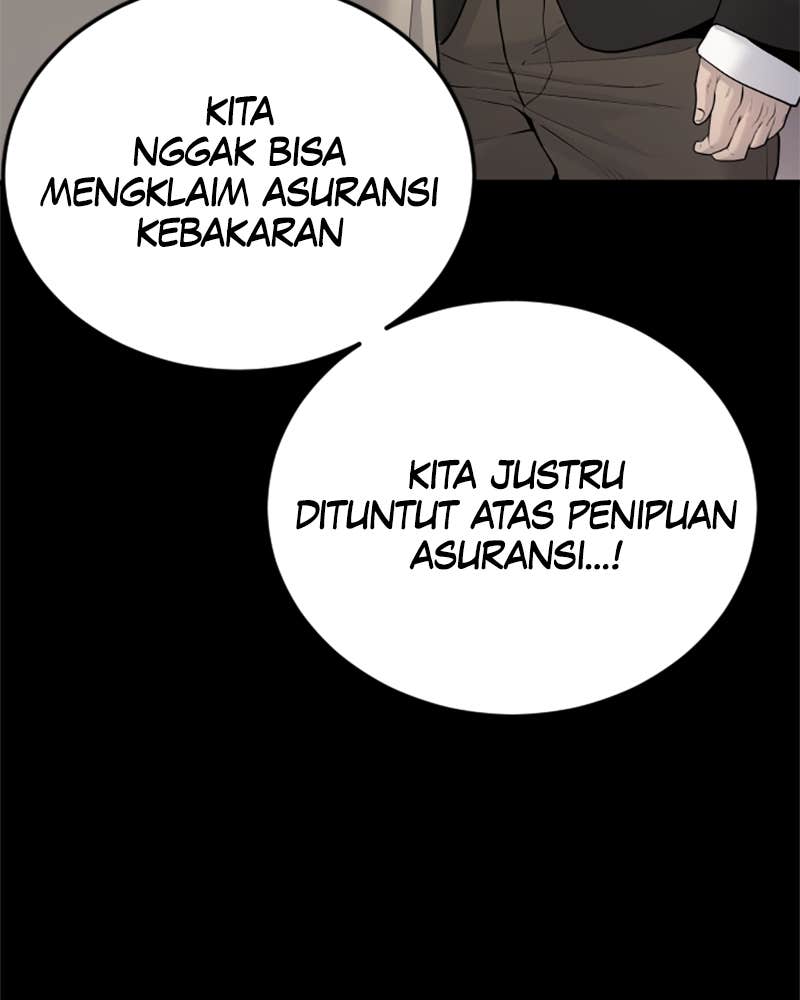 KITA
NGGAK BISA
MENGKLAIM ASURANSI
KEBAKARAN
KITA JUSTRU
DITUNTUT ATAS PENIPUAN
ASURANSI...!